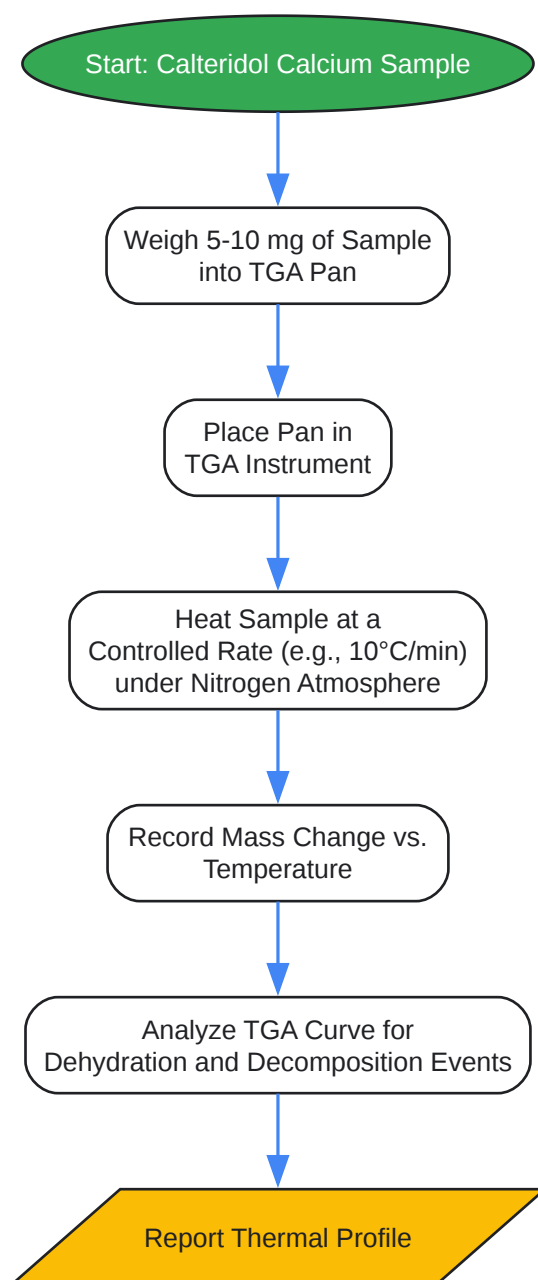 Start: Calteridol Calcium Sample
Weigh 5-10 mg of Sample
into TGA Pan
Place Pan in
TGA Instrument
Heat Sample at a
Controlled Rate (e.g., 10°C/min)
under Nitrogen Atmosphere
Record Mass Change vs.
Temperature
Analyze TGA Curve for
Dehydration and Decomposition Events
Report Thermal Profile